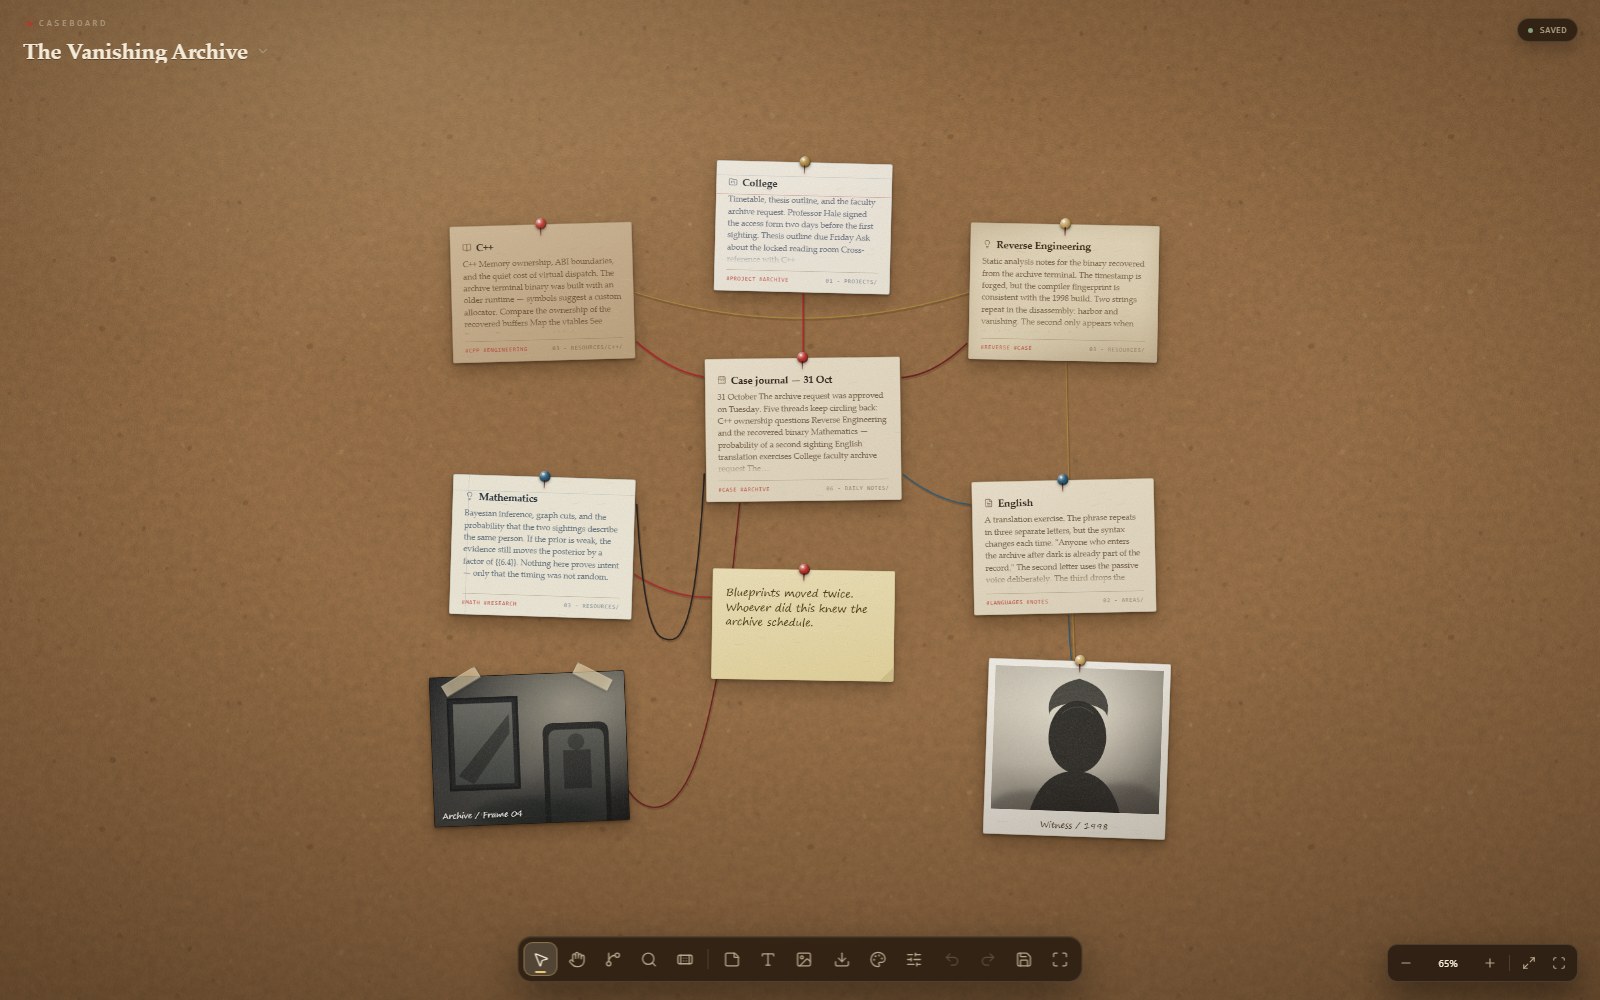 CASEBOARD
The Vanishing Archive
SAVED
College
Timetable, thesis outline, and the faculty
archive request. Professor Hale signed
the access form two days before the first
sighting. Thesis outline due Friday Ask
about the locked reading room Cross-
reference with C++
#PROJECT #ARCHIVE
01 - PROJECTS/
C++
C++ Memory ownership, ABI boundaries,
and the quiet cost of virtual dispatch. The
archive terminal binary was built with an
older runtime — symbols suggest a custom
allocator. Compare the ownership of the
recovered buffers Map the vtables See
#CPP #ENGINEERING
03 - RESOURCES/C++/
Reverse Engineering
Static analysis notes for the binary recovered
from the archive terminal. The timestamp is
forged, but the compiler fingerprint is
consistent with the 1998 build. Two strings
repeat in the disassembly: harbor and
vanishing. The second only appears when
#REVERSE #CASE
03 - RESOURCES/
Case journal — 31 Oct
31 October The archive request was approved
on Tuesday. Five threads keep circling back:
C++ ownership questions Reverse Engineering
and the recovered binary Mathematics —
probability of a second sighting English
translation exercises College faculty archive
request The ...
#CASE #ARCHIVE
- DAILY NOTES/
Mathematics
Bayesian inference, graph cuts, and the
probability that the two sightings describe
the same person. If the prior is weak, the
evidence still moves the posterior by a
factor of {{6.4}}. Nothing here proves intent
— only that the timing was not random.
#MATH #RESEARCH
03 - RESOURCES/
English
A translation exercise. The phrase repeats
in three separate letters, but the syntax
changes each time. "Anyone who enters
the archive after dark is already part of the
record." The second letter uses the passive
voice deliberately. The third drops the
#LANGUAGES #NOTES
02 - AREAS/
Blueprints moved twice.
Whoever did this knew the
archive schedule.
Archive / Frame 04
Witness / 1998
65%